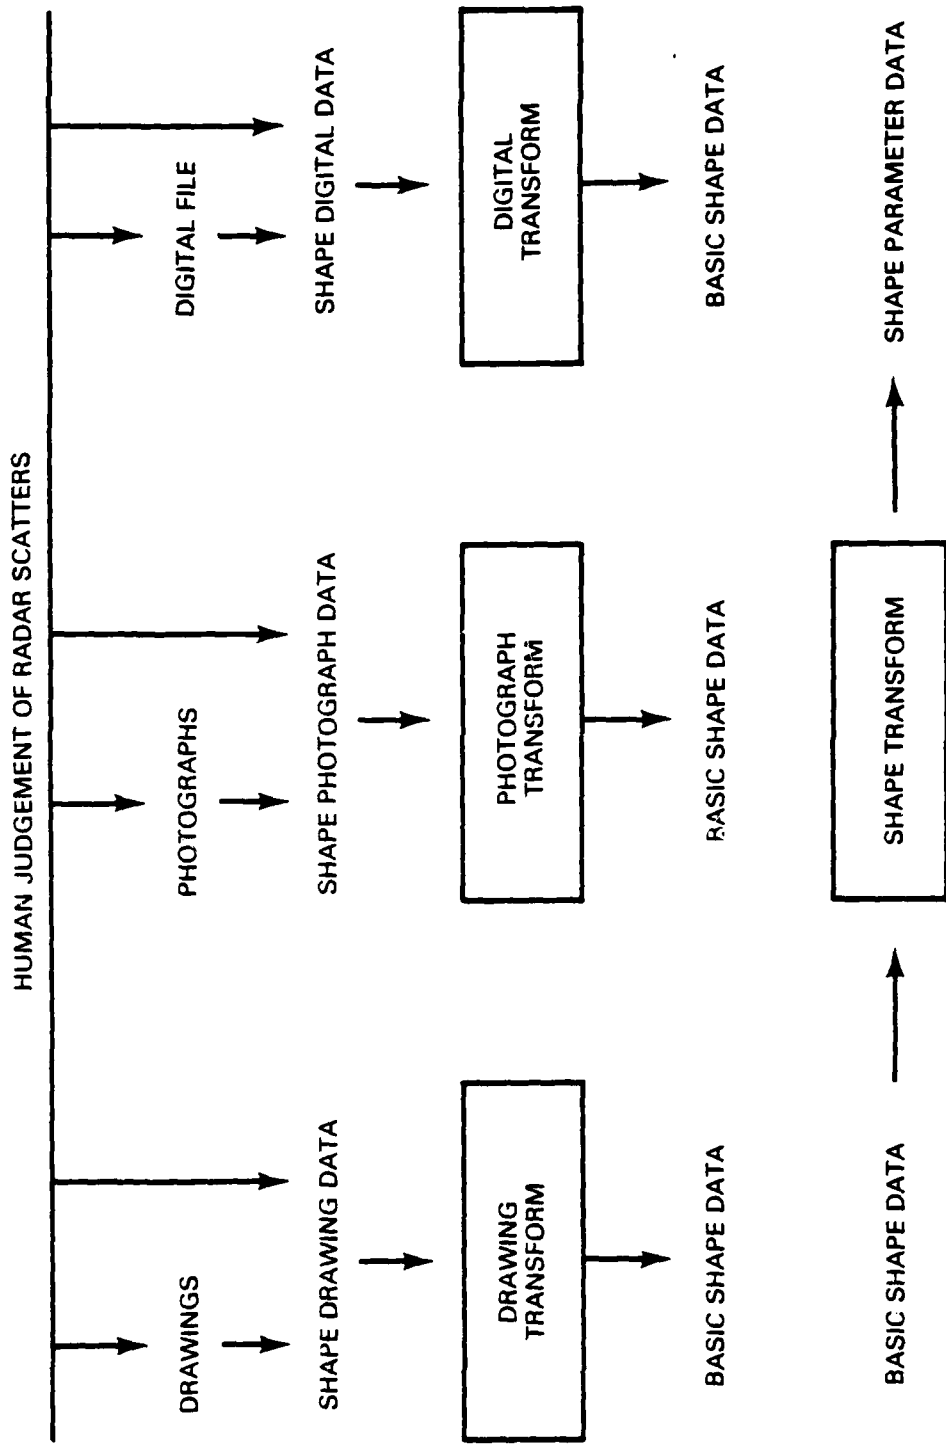 HUMAN JUDGEMENT OF RADAR SCATTERS
DRAWINGS
PHOTOGRAPHS
DIGITAL FILE
SHAPE DRAWING DATA
SHAPE PHOTOGRAPH DATA
SHAPE DIGITAL DATA
DRAWING
TRANSFORM
PHOTOGRAPH
TRANSFORM
DIGITAL
TRANSFORM
BASIC SHAPE DATA
BASIC SHAPE DATA
BASIC SHAPE DATA
BASIC SHAPE DATA
SHAPE TRANSFORM
SHAPE PARAMETER DATA